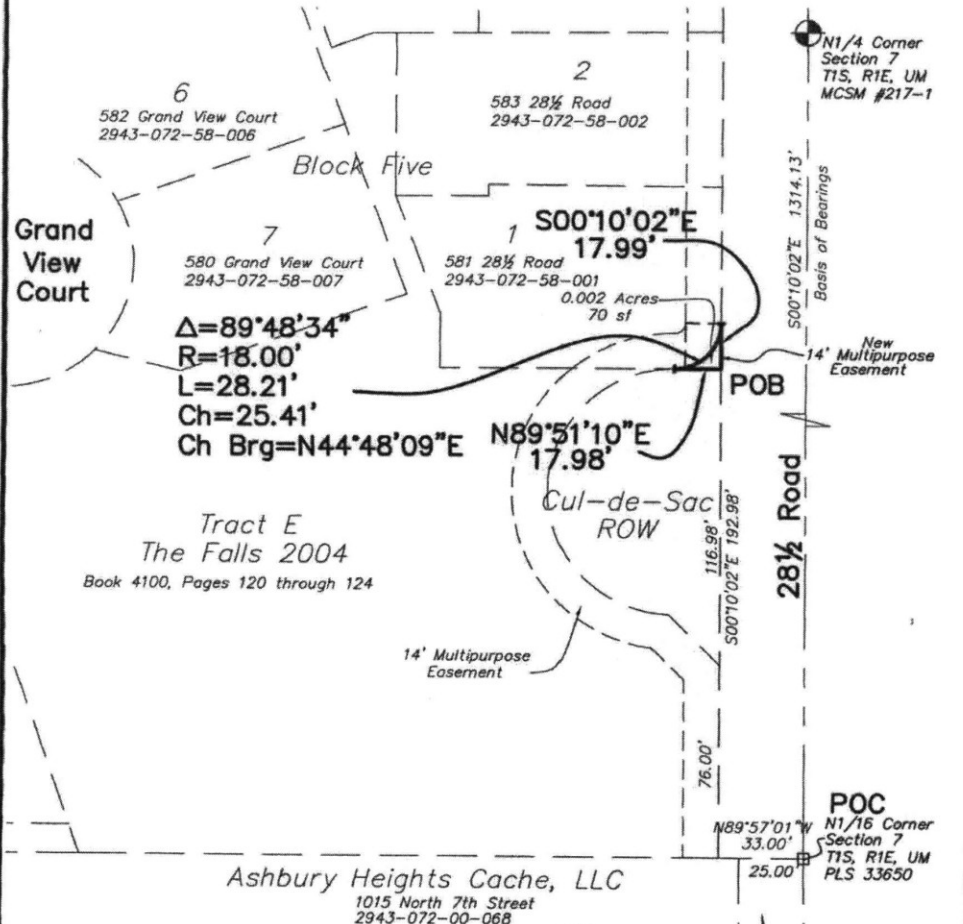 N1/4 Corner
Section 7
T1S, R1E, UM
MCSM #217-1
6
582 Grand View Court
2943-072-58-006
2
583 28½ Road
2943-072-58-002
Block Five
S00°10'02"E 1314.13'
Basis of Bearings
Grand
View
Court
7
580 Grand View Court
2943-072-58-007
1
581 28½ Road
2943-072-58-001
S00°10'02"E
17.99'
0.002 Acres
70 sf
Δ=89°48'34"
R=18.00'
L=28.21'
Ch=25.41'
Ch Brg=N44°48'09"E
New
14' Multipurpose
Easement
POB
N89°51'10"E
17.98'
Cul-de-Sac
ROW
Tract E
The Falls 2004
Book 4100, Pages 120 through 124
116.98'
S00°10'02"E 192.98'
28½ Road
14' Multipurpose
Easement
76.00'
POC
N1/16 Corner
Section 7
T1S, R1E, UM
PLS 33650
N89°57'01"W
33.00'
25.00'
Ashbury Heights Cache, LLC
1015 North 7th Street
2943-072-00-068